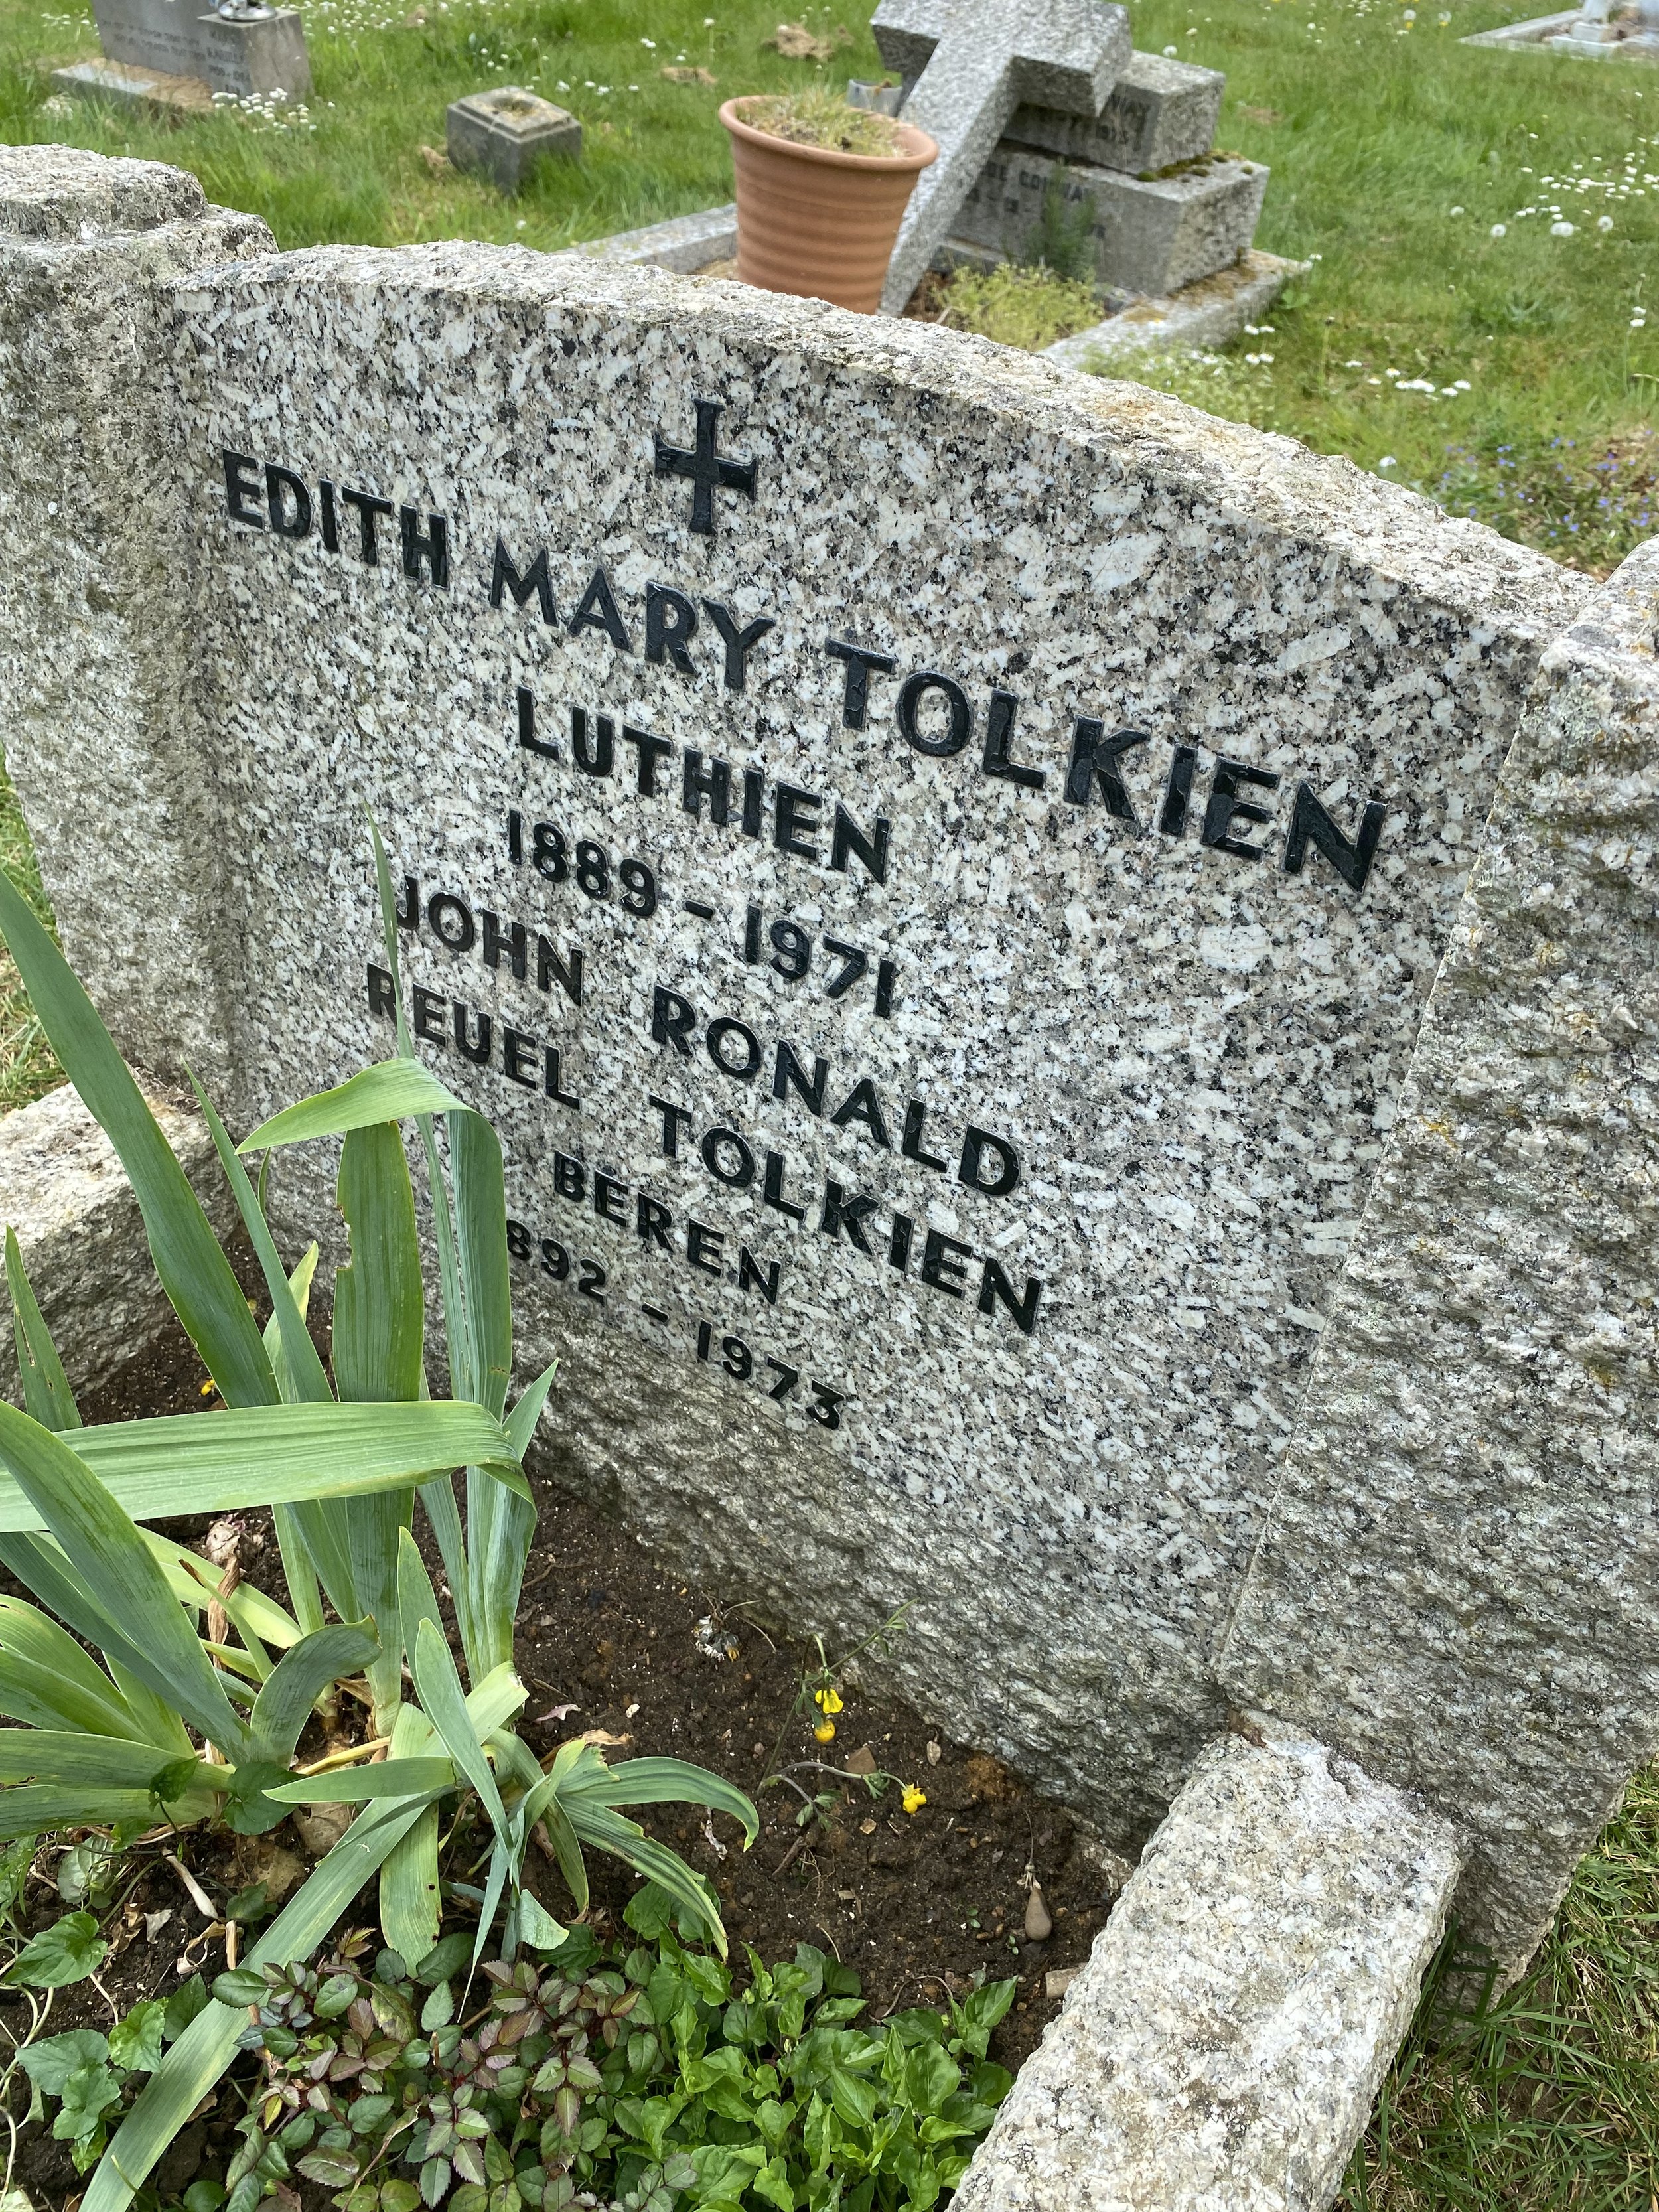 EDITH MARY TOLKIEN
LUTHIEN
1889 – 1971
JOHN RONALD
REUEL TOLKIEN
BEREN
892 – 1973